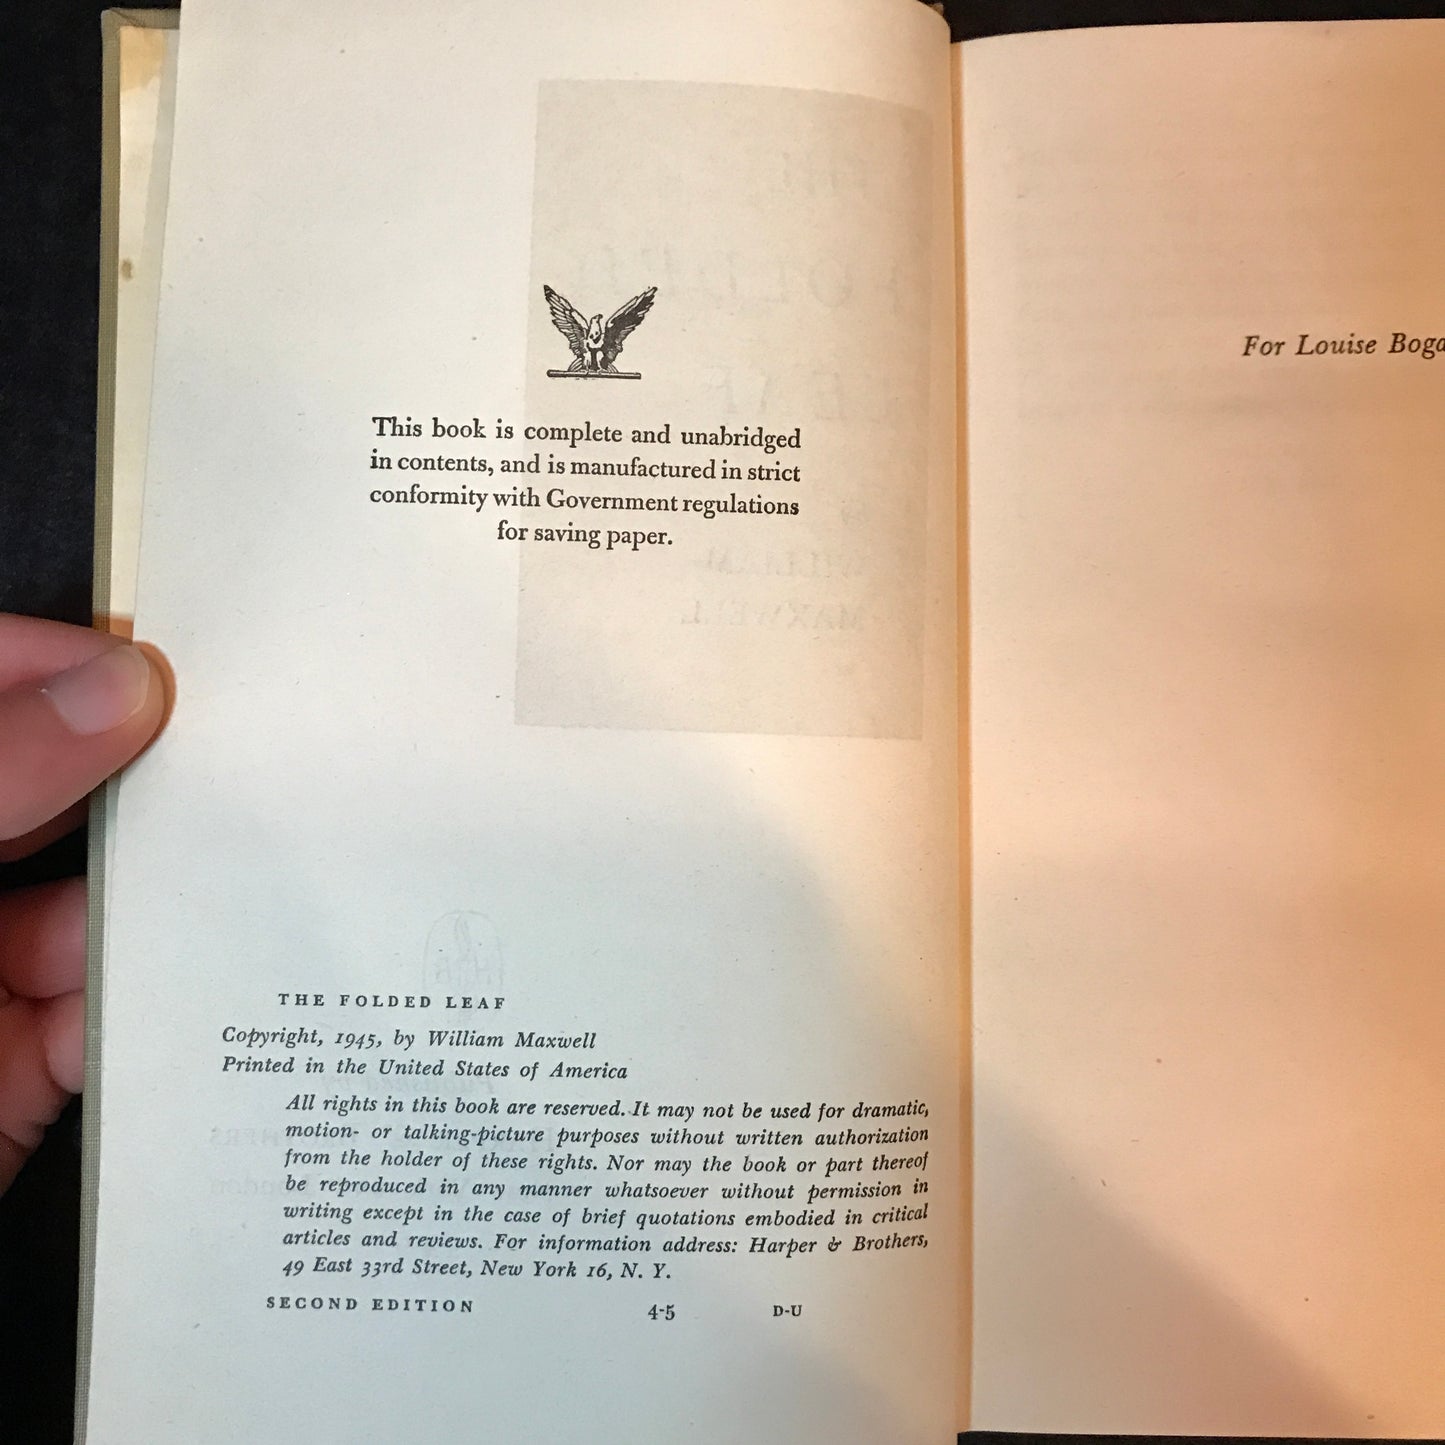 This book is complete and unabridged
in contents, and is manufactured in strict
conformity with Government regulations
for saving paper.
THE FOLDED LEAF
Copyright, 1945, by William Maxwell
Printed in the United States of America
All rights in this book are reserved. It may not be used for dramatic,
motion- or talking-picture purposes without written authorization
from the holder of these rights. Nor may the book or part thereof
be reproduced in any manner whatsoever without permission in
writing except in the case of brief quotations embodied in critical
articles and reviews. For information address: Harper & Brothers,
49 East 33rd Street, New York 16, N. Y.
SECOND EDITION 4-5 D-U
For Louise Boga